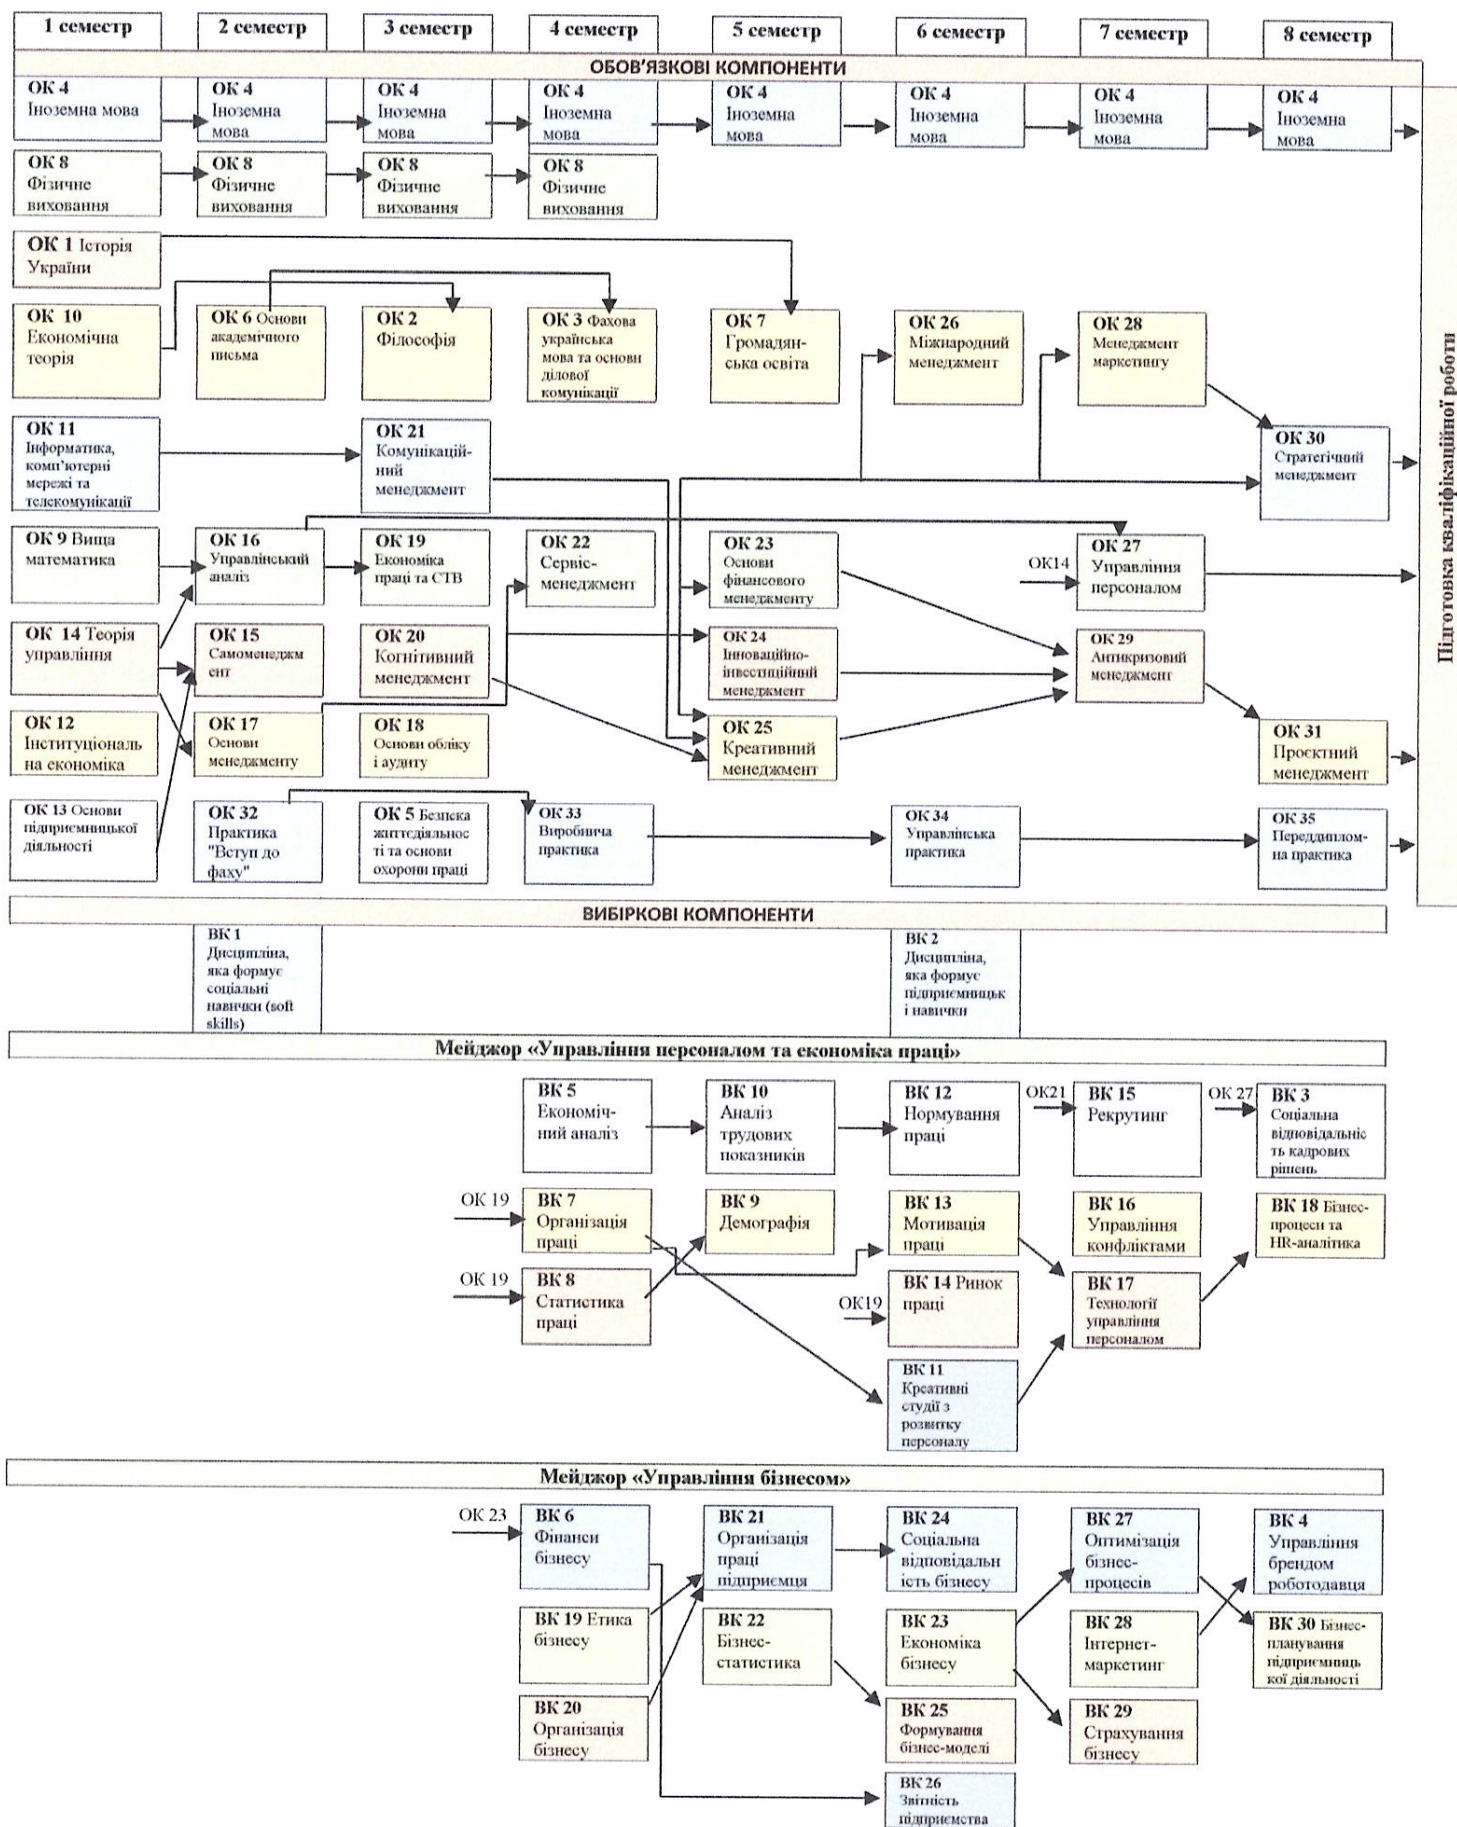 1 семестр
2 семестр
3 семестр
4 семестр
5 семестр
6 семестр
7 семестр
8 семестр
ОБОВ'ЯЗКОВІ КОМПОНЕНТИ
ОК 4
Іноземна мова
ОК 4
Іноземна
мова
ОК 4
Іноземна
мова
ОК 4
Іноземна
мова
ОК 4
Іноземна
мова
ОК 4
Іноземна
мова
ОК 4
Іноземна
мова
ОК 4
Іноземна
мова
ОК 8
Фізичне
виховання
ОК 8
Фізичне
виховання
ОК 8
Фізичне
виховання
ОК 8
Фізичне
виховання
ОК 1 Історія
України
ОК 10
Економічна
теорія
ОК 6 Основи
академічного
письма
ОК 2
Філософія
ОК 3 Фахова
українська
мова та основи
ділової
комунікації
ОК 7
Громадян-
ська освіта
ОК 26
Міжнародний
менеджмент
ОК 28
Менеджмент
маркетингу
ОК 11
Інформатика,
комп'ютерні
мережі та
телекомунікації
ОК 21
Комунікацій-
ний
менеджмент
ОК 30
Стратегічний
менеджмент
ОК 9 Вища
математика
ОК 16
Управлінський
аналіз
ОК 19
Економіка
праці та СТВ
ОК 22
Сервіс-
менеджмент
ОК 23
Основи
фінансового
менеджменту
ОК14
ОК 27
Управління
персоналом
ОК 14 Теорія
управління
ОК 15
Самоменеджм
ент
ОК 20
Когнітивний
менеджмент
ОК 24
Інноваційно-
інвестиційний
менеджмент
ОК 29
Антикризовий
менеджмент
ОК 12
Інституціональ
на економіка
ОК 17
Основи
менеджменту
ОК 18
Основи обліку
і аудиту
ОК 25
Креативний
менеджмент
ОК 31
Проєктний
менеджмент
ОК 13 Основи
підприємницької
діяльності
ОК 32
Практика
"Вступ до
фаху"
ОК 5 Безпека
життєдіяльнос
ті та основи
охорони праці
ОК 33
Виробнича
практика
ОК 34
Управлінська
практика
ОК 35
Переддиплом-
на практика
Підготовка кваліфікаційної роботи
ВИБІРКОВІ КОМПОНЕНТИ
ВК 1
Дисципліна,
яка формує
соціальні
навички (soft
skills)
ВК 2
Дисципліна,
яка формує
підприємницьк
і навички
Мейджор «Управління персоналом та економіка праці»
ВК 5
Економіч-
ний аналіз
ВК 10
Аналіз
трудових
показників
ВК 12
Нормування
праці
ОК21
ВК 15
Рекрутинг
ОК 27
ВК 3
Соціальна
відповідальніс
ть кадрових
рішень
ОК 19
ВК 7
Організація
праці
ВК 9
Демографія
ВК 13
Мотивація
праці
ВК 16
Управління
конфліктами
ВК 18 Бізнес-
процеси та
HR-аналітика
ОК 19
ВК 8
Статистика
праці
ОК19
ВК 14 Ринок
праці
ВК 17
Технології
управління
персоналом
ВК 11
Креативні
студії з
розвитку
персоналу
Мейджор «Управління бізнесом»
ОК 23
ВК 6
Фінанси
бізнесу
ВК 21
Організація
праці
підприємця
ВК 24
Соціальна
відповідальн
ість бізнесу
ВК 27
Оптимізація
бізнес-
процесів
ВК 4
Управління
брендом
роботодавця
ВК 19 Етика
бізнесу
ВК 22
Бізнес-
статистика
ВК 23
Економіка
бізнесу
ВК 28
Інтернет-
маркетинг
ВК 30 Бізнес-
планування
підприємниць
кої діяльності
ВК 20
Організація
бізнесу
ВК 25
Формування
бізнес-моделі
ВК 29
Страхування
бізнесу
ВК 26
Звітність
підприємства